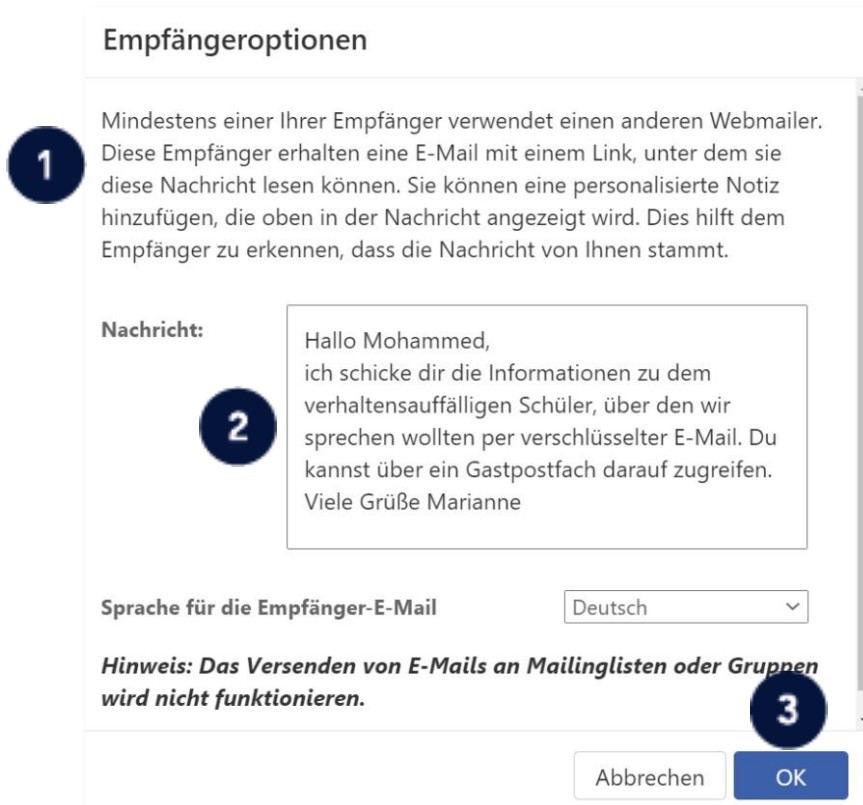 Empfängeroptionen
1
Mindestens einer Ihrer Empfänger verwendet einen anderen Webmailer.
Diese Empfänger erhalten eine E-Mail mit einem Link, unter dem sie
diese Nachricht lesen können. Sie können eine personalisierte Notiz
hinzufügen, die oben in der Nachricht angezeigt wird. Dies hilft dem
Empfänger zu erkennen, dass die Nachricht von Ihnen stammt.
Nachricht:
2
Hallo Mohammed,
ich schicke dir die Informationen zu dem
verhaltensauffälligen Schüler, über den wir
sprechen wollten per verschlüsselter E-Mail. Du
kannst über ein Gastpostfach darauf zugreifen.
Viele Grüße Marianne
Sprache für die Empfänger-E-Mail Deutsch
Hinweis: Das Versenden von E-Mails an Mailinglisten oder Gruppen
wird nicht funktionieren.
3
Abbrechen OK